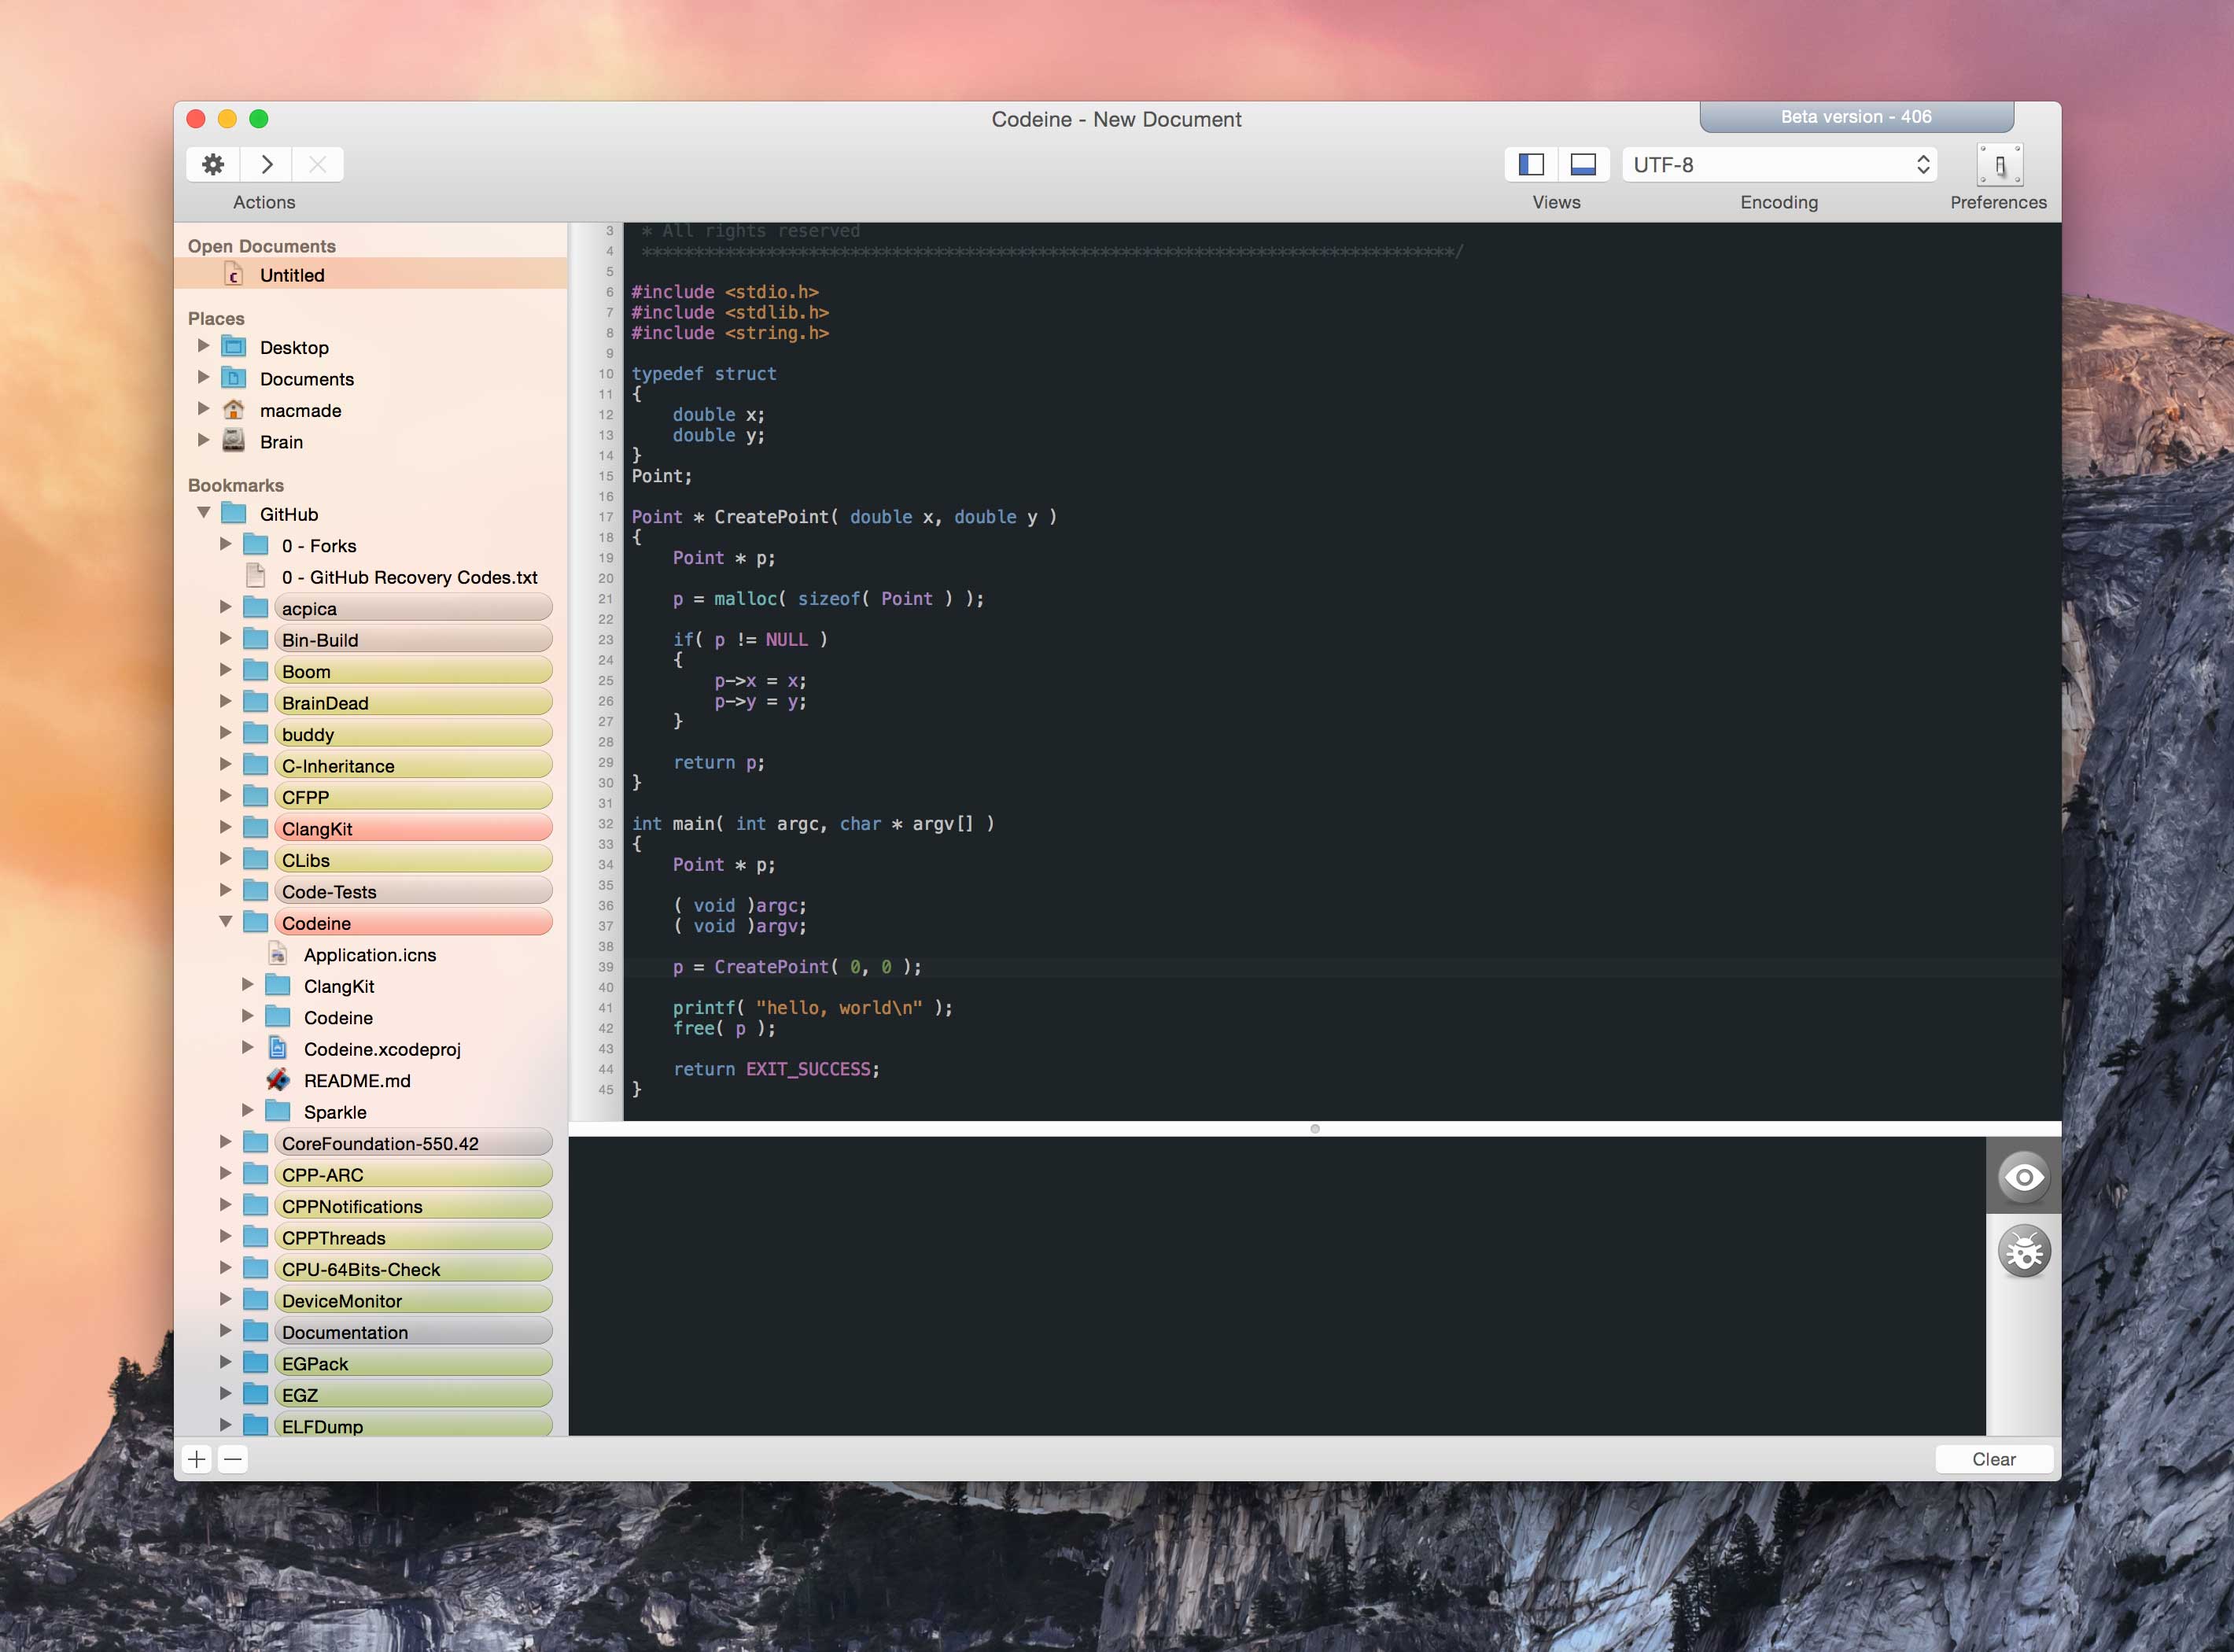 Codeine - New Document
Beta version - 406
Actions
Views
UTF-8
Encoding
Preferences
Open Documents
Untitled
Places
Desktop
Documents
macmade
Brain
Bookmarks
GitHub
0 - Forks
0 - GitHub Recovery Codes.txt
acpica
Bin-Build
Boom
BrainDead
buddy
C-Inheritance
CFPP
ClangKit
CLibs
Code-Tests
Codeine
Application.icns
ClangKit
Codeine
Codeine.xcodeproj
README.md
Sparkle
CoreFoundation-550.42
CPP-ARC
CPPNotifications
CPPThreads
CPU-64Bits-Check
DeviceMonitor
Documentation
EGPack
EGZ
ELFDump
3 * All rights reserved
4 ******************************************************************************/
5
6 #include <stdio.h>
7 #include <stdlib.h>
8 #include <string.h>
9
10 typedef struct
11 {
12     double x;
13     double y;
14 }
15 Point;
16
17 Point * CreatePoint( double x, double y )
18 {
19     Point * p;
20
21     p = malloc( sizeof( Point ) );
22
23     if( p != NULL )
24     {
25         p->x = x;
26         p->y = y;
27     }
28
29     return p;
30 }
31
32 int main( int argc, char * argv[] )
33 {
34     Point * p;
35
36     ( void )argc;
37     ( void )argv;
38
39     p = CreatePoint( 0, 0 );
40
41     printf( "hello, world\n" );
42     free( p );
43
44     return EXIT_SUCCESS;
45 }
Clear